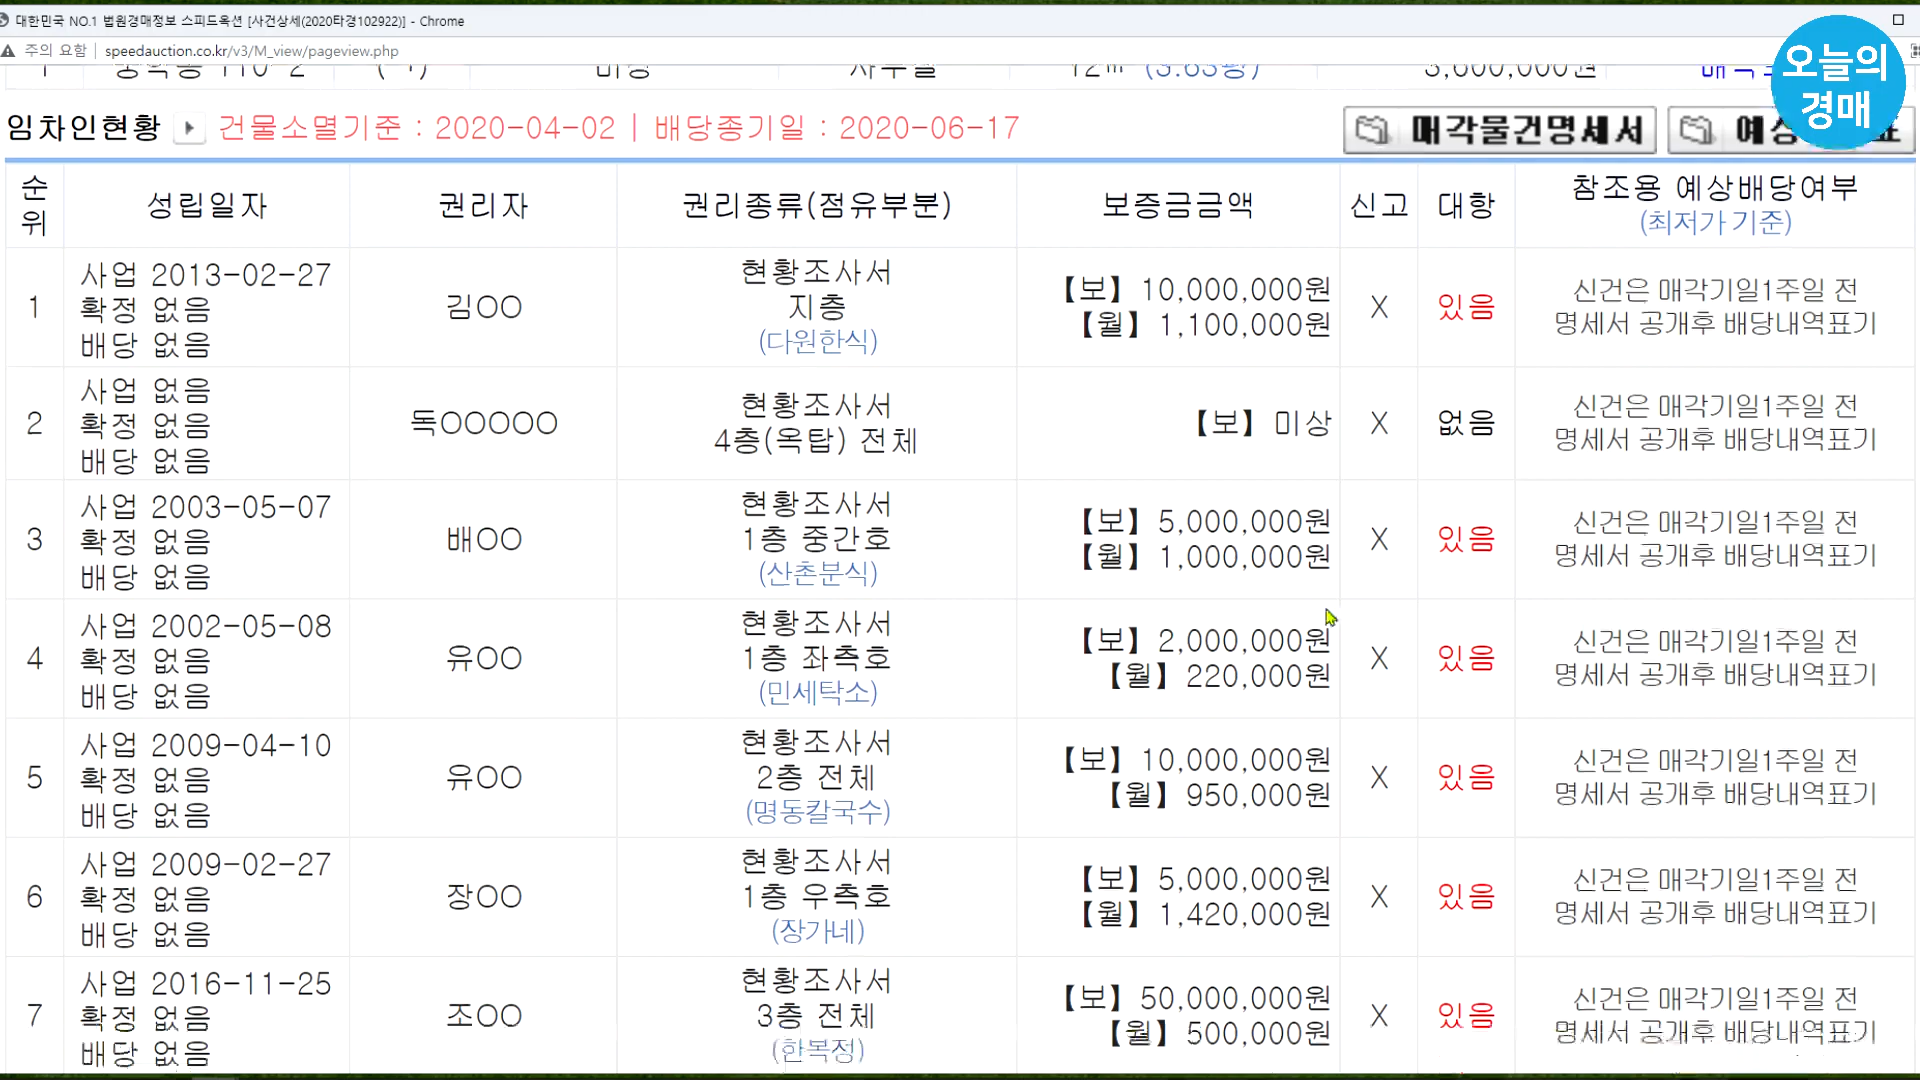 대한민국 NO.1 법원경매정보 스피드옥션 [사건상세(2020타경102922)] - Chrome
주의 요함 | speedauction.co.kr/v3/M_view/pageview.php
오늘의
경매
임차인현황 건물소멸기준 : 2020-04-02 | 배당종기일 : 2020-06-17 매각물건명세서
순위 성립일자 권리자 권리종류(점유부분) 보증금금액 신고 대항 참조용 예상배당여부
(최저가기준)
1 사업 2013-02-27
확정 없음
배당 없음
김OO
현황조사서
지층
(다원한식)
【보】 10,000,000원
【월】 1,100,000원
X 있음
신건은 매각기일1주일 전
명세서 공개후 배당내역표기
2 사업 없음
확정 없음
배당 없음
독OOOOO
현황조사서
4층(옥탑) 전체
【보】 미상
X 없음
신건은 매각기일1주일 전
명세서 공개후 배당내역표기
3 사업 2003-05-07
확정 없음
배당 없음
배OO
현황조사서
1층 중간호
(산촌분식)
【보】 5,000,000원
【월】 1,000,000원
X 있음
신건은 매각기일1주일 전
명세서 공개후 배당내역표기
4 사업 2002-05-08
확정 없음
배당 없음
유OO
현황조사서
1층 좌측호
(민세탁소)
【보】 2,000,000원
【월】 220,000원
X 있음
신건은 매각기일1주일 전
명세서 공개후 배당내역표기
5 사업 2009-04-10
확정 없음
배당 없음
유OO
현황조사서
2층 전체
(명동칼국수)
【보】 10,000,000원
【월】 950,000원
X 있음
신건은 매각기일1주일 전
명세서 공개후 배당내역표기
6 사업 2009-02-27
확정 없음
배당 없음
장OO
현황조사서
1층 우측호
(장가네)
【보】 5,000,000원
【월】 1,420,000원
X 있음
신건은 매각기일1주일 전
명세서 공개후 배당내역표기
7 사업 2016-11-25
확정 없음
배당 없음
조OO
현황조사서
3층 전체
(한복정)
【보】 50,000,000원
【월】 500,000원
X 있음
신건은 매각기일1주일 전
명세서 공개후 배당내역표기